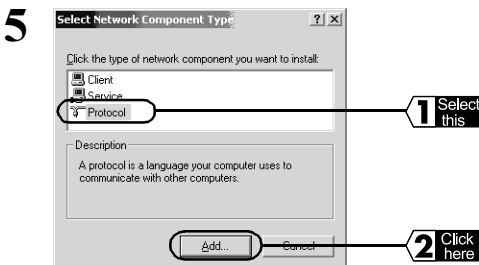 5
Select Network Component Type
? X
Click the type of network component you want to install:
Client
Service
Protocol
1 Select this
Description
A protocol is a language your computer uses to
communicate with other computers.
Add...
Cancel
2 Click here